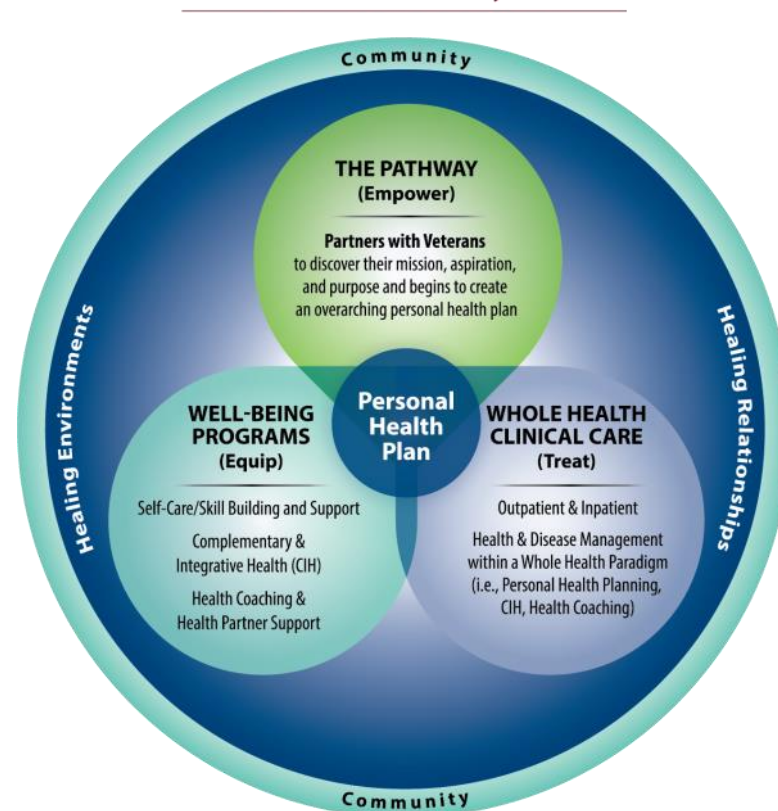 Community
THE PATHWAY
(Empower)
Partners with Veterans
to discover their mission, aspiration,
and purpose and begins to create
an overarching personal health plan
Healing Environments
Healing Relationships
Personal
Health
Plan
WELL-BEING
PROGRAMS
(Equip)
Self-Care/Skill Building and Support
Complementary &
Integrative Health (CIH)
Health Coaching &
Health Partner Support
WHOLE HEALTH
CLINICAL CARE
(Treat)
Outpatient & Inpatient
Health & Disease Management
within a Whole Health Paradigm
(i.e., Personal Health Planning,
CIH, Health Coaching)
Community